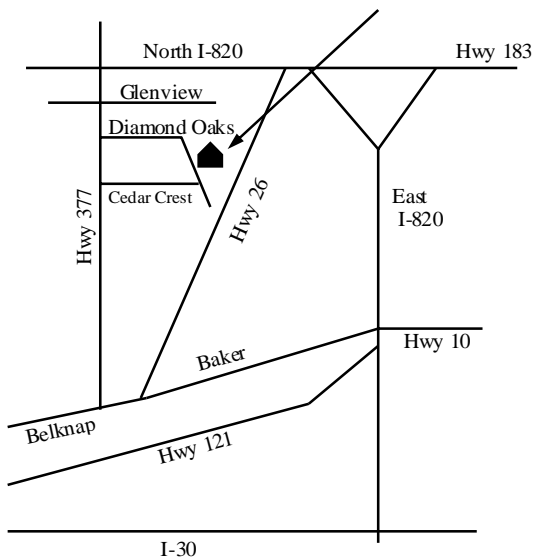 North I-820
Hwy 183
Glenview
Diamond Oaks
Cedar Crest
Hwy 377
Hwy 26
East
I-820
Baker
Hwy 10
Belknap
Hwy 121
I-30